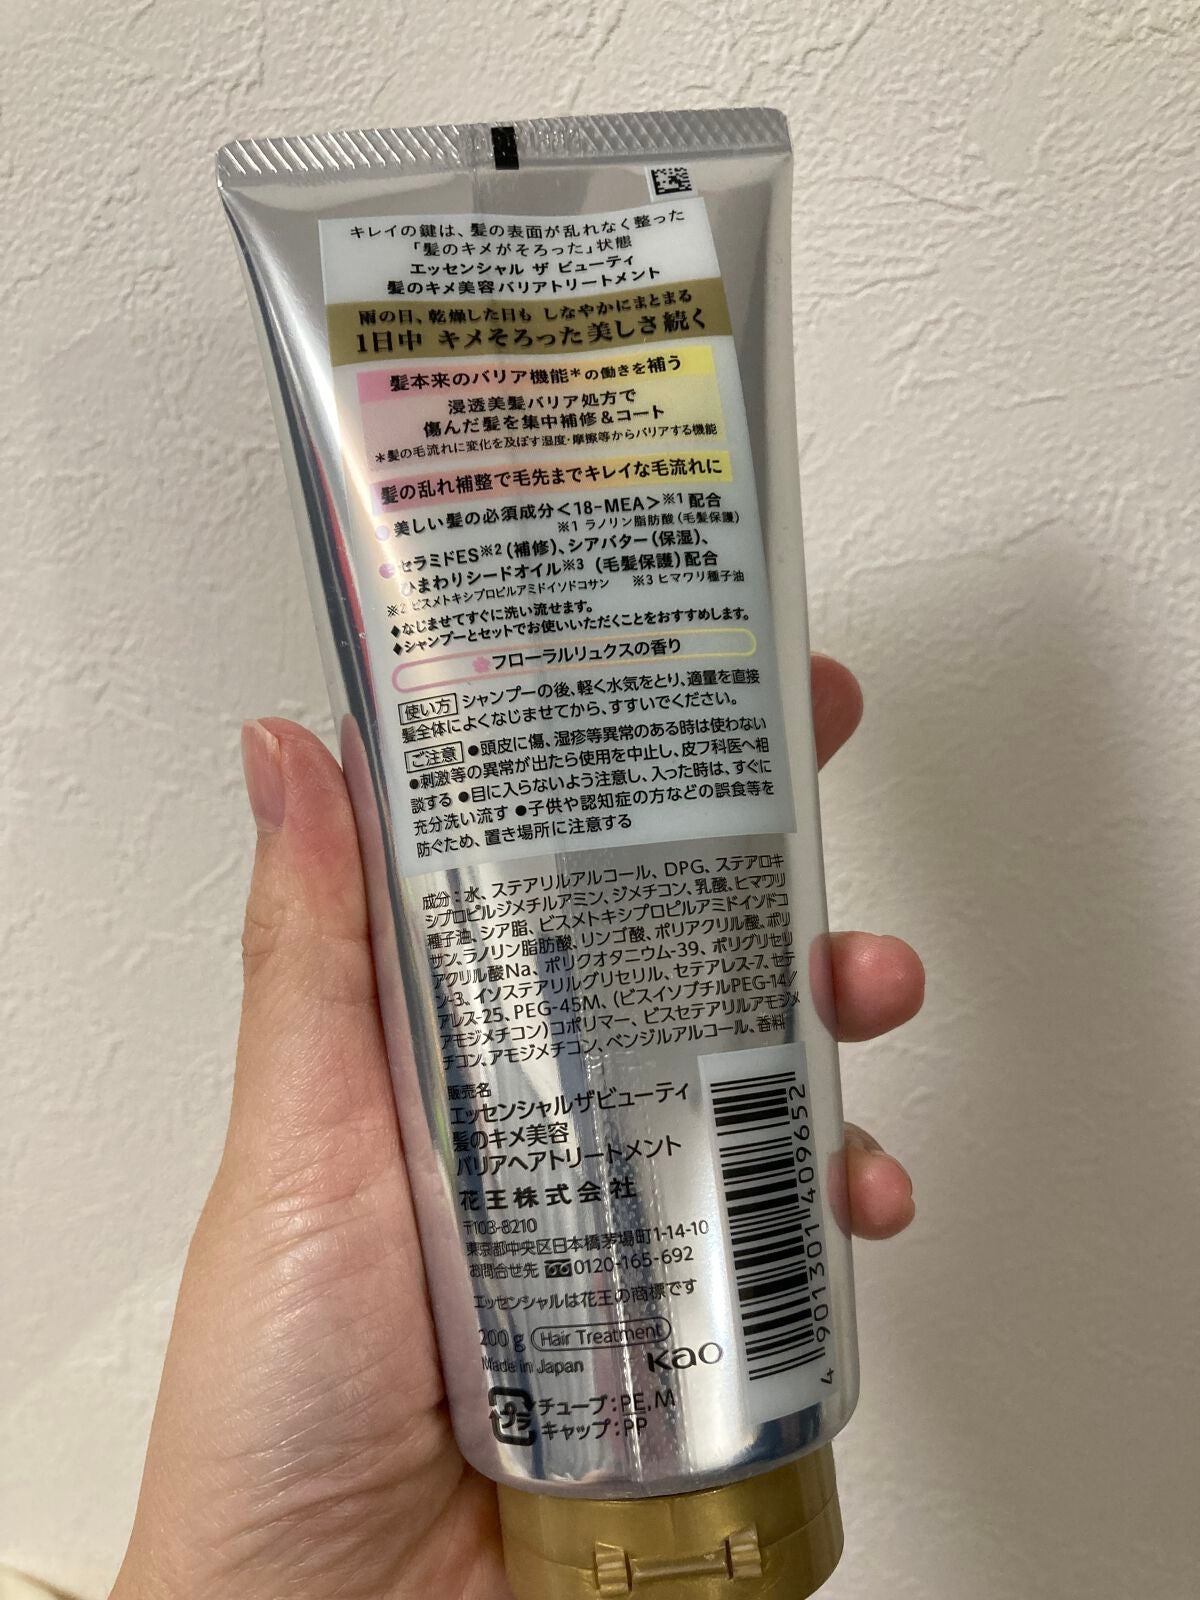 キレイの鍵は、髪の表面が乱れなく整った
「髪のキメがそろった」状態
エッセンシャル ザ ビューティ
髪のキメ美容バリアトリートメント
雨の日、乾燥した日も しなやかにまとまる
1日中 キメそろった美しさ続く
髪本来のバリア機能*の働きを補う
浸透美髪バリア処方で
傷んだ髪を集中補修&コート
*髪の毛流れに変化を及ぼす湿度・摩擦等からバリアする機能
髪の乱れ補整で毛先までキレイな毛流れに
●美しい髪の必須成分<18-MEA>※1配合
※1 ラノリン脂肪酸(毛髪保護)
●セラミドES※2(補修)、シアバター(保湿)、
ひまわりシードオイル※3(毛髪保護)配合
※2 ビスメトキシプロピルアミドイソドコサン ※3 ヒマワリ種子油
◆なじませてすぐに洗い流せます。
◆シャンプーとセットでお使いいただくことをおすすめします。
フローラルリュクスの香り
使い方 シャンプーの後、軽く水気をとり、適量を直接
髪全体によくなじませてから、すすいでください。
ご注意 ●頭皮に傷、湿疹等異常のある時は使わない
●刺激等の異常が出たら使用を中止し、皮フ科医へ相
談する ●目に入らないよう注意し、入った時は、すぐに
充分洗い流す ●子供や認知症の方などの誤食等を
防ぐため、置き場所に注意する
成分:水、ステアリルアルコール、DPG、ステアロキ
シプロピルジメチルアミン、ジメチコン、乳酸、ヒマワリ
種子油、シア脂、ビスメトキシプロピルアミドイソドコ
サン、ラノリン脂肪酸、リンゴ酸、ポリアクリル酸、ポリ
アクリル酸Na、ポリクオタニウム-39、ポリグリセリ
ン-3、イソステアリルグリセリル、セテアレス-7、セテ
アレス-25、PEG-45M、(ビスイソブチルPEG-14/
アモジメチコン)コポリマー、ビスセテアリルアモジメ
チコン、アモジメチコン、ベンジルアルコール、香料
販売名
エッセンシャルザビューティ
髪のキメ美容
バリアヘアトリートメント
花王株式会社
〒103-8210
東京都中央区日本橋茅場町1-14-10
お問合せ先 0120-165-692
エッセンシャルは花王の商標です
200g Hair Treatment
Made in Japan
Kao
プラ
チューブ:PE,M
キャップ:PP
4 901301 409652